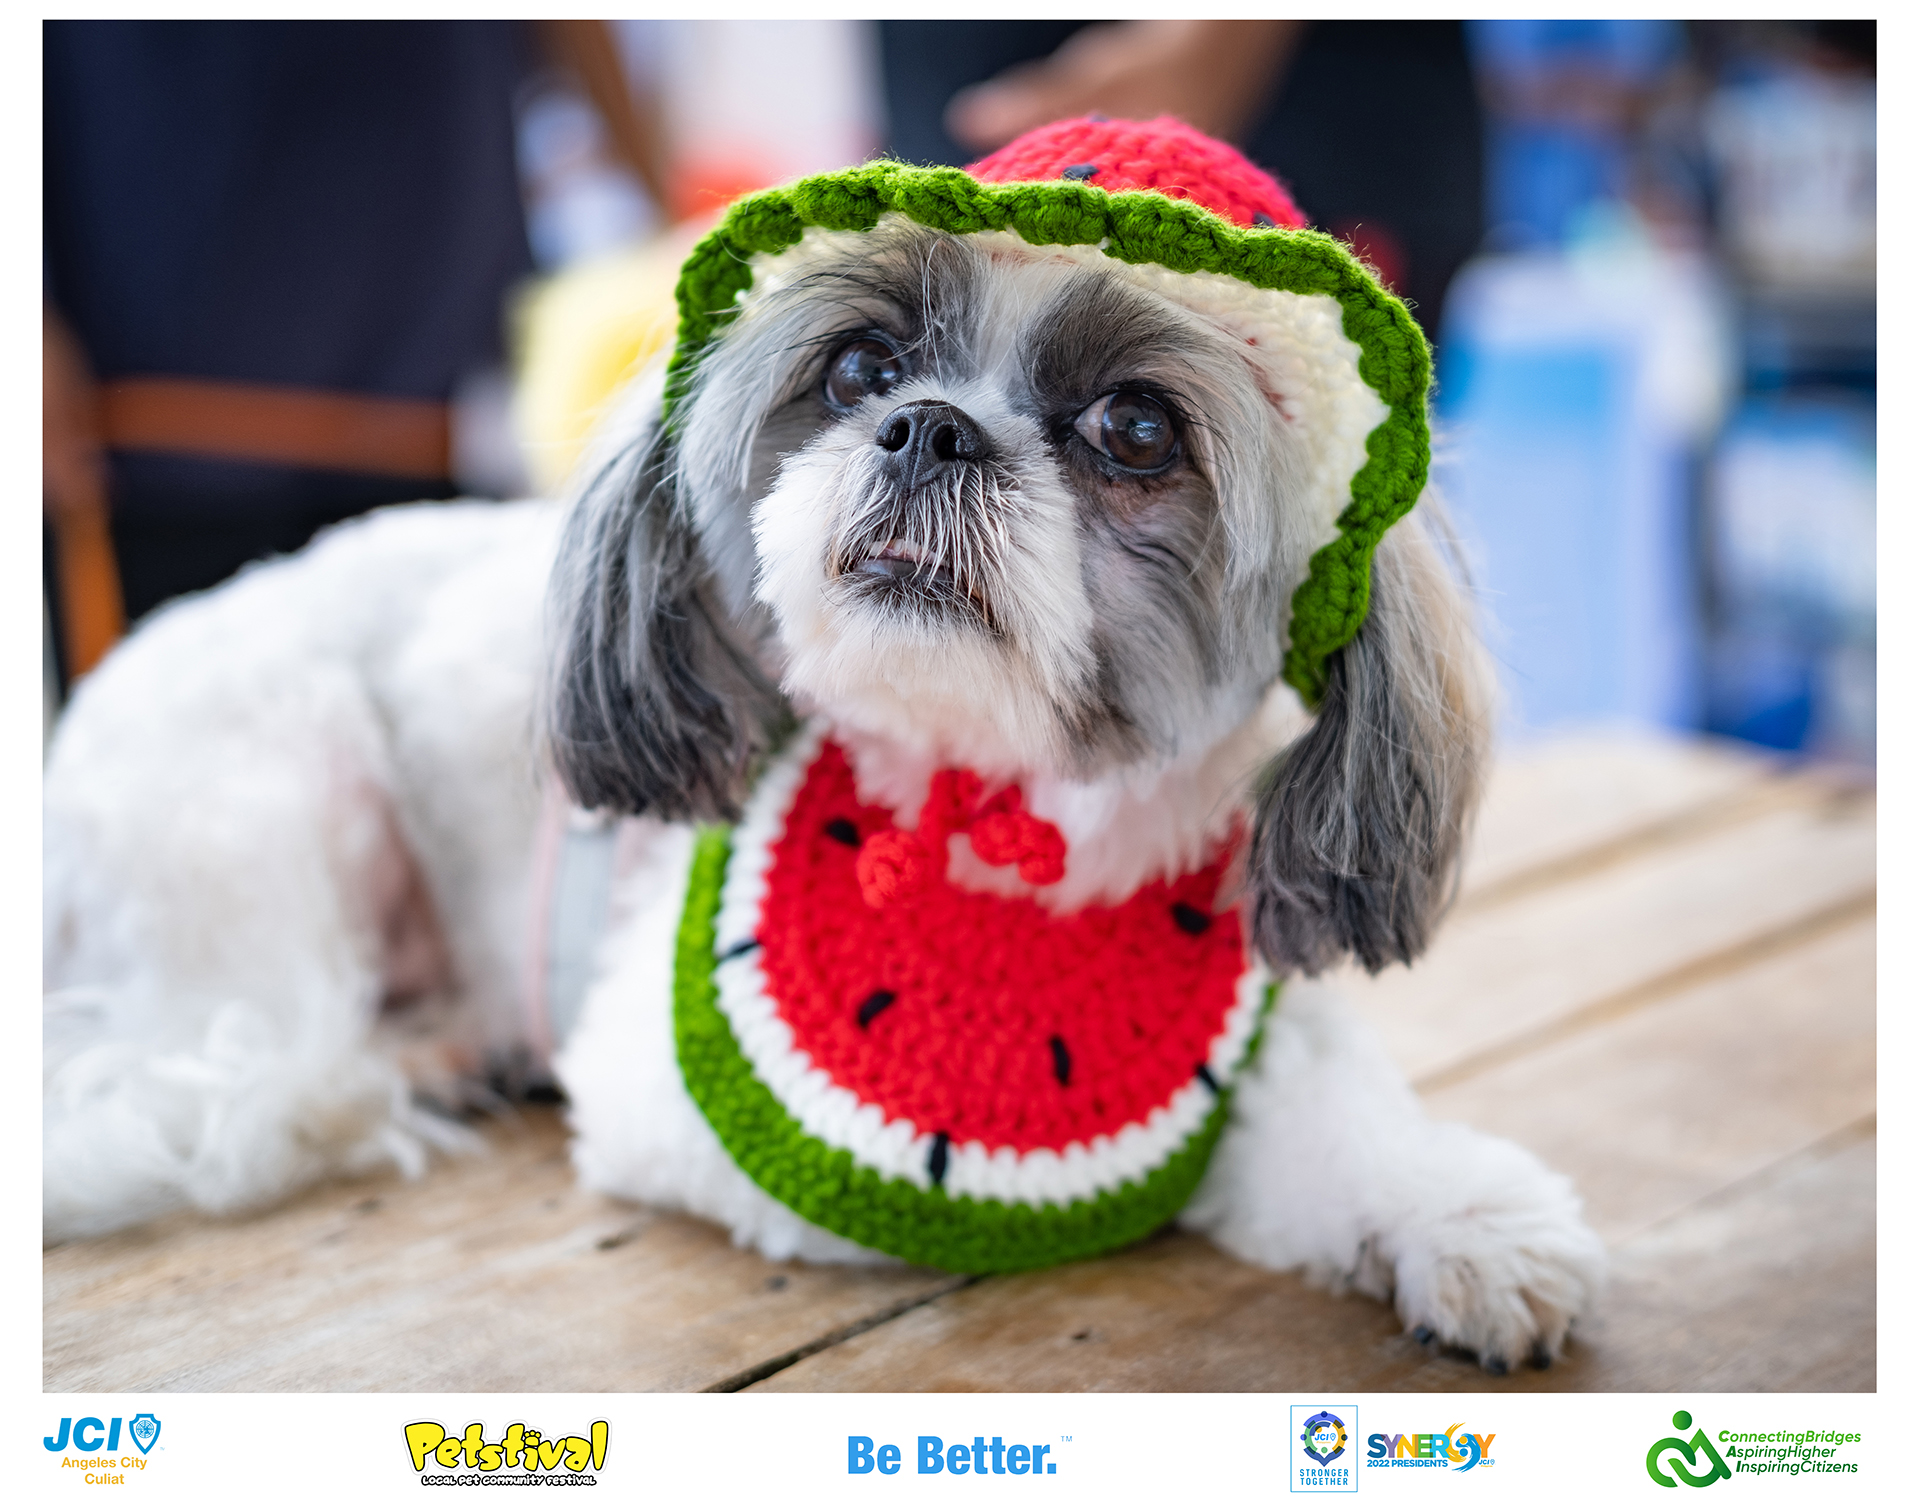 JCI
Angeles City
Culiat
Petstival
LOCAL PET COMMUNITY FESTIVAL
Be Better.™
JCI
STRONGER
TOGETHER
SYNERGY
2022 PRESIDENTS
JCI
ConnectingBridges
AspiringHigher
InspiringCitizens